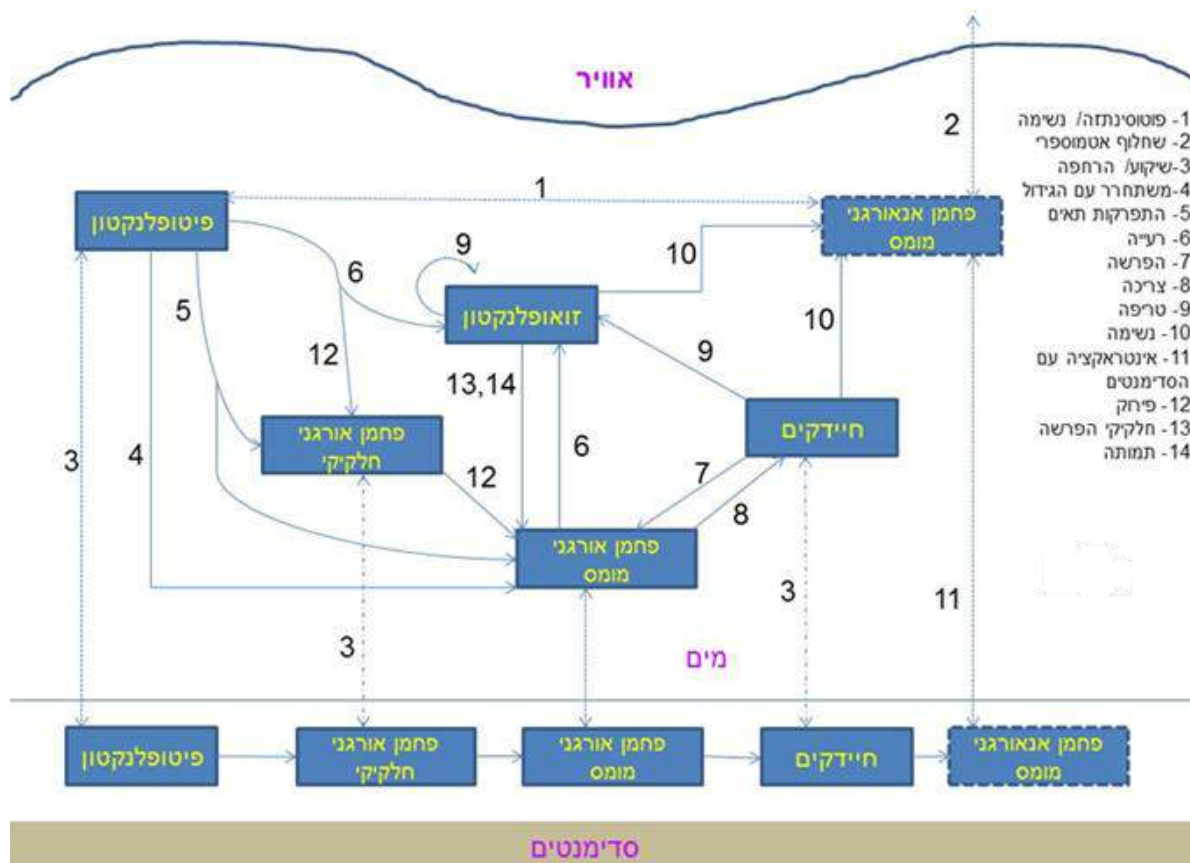 אוויר
2
1- פוטוסינתזה/ נשימה
2- שחלוף אטמוספרי
3-שיקוע/ הרחפה
4-משתחרר עם הגידול
5- התפרקות תאים
6- רעייה
7- הפרשה
8- צריכה
9- טריפה
10- נשימה
11- אינטראקציה עם
הסדימנטים
12- פירוק
13- חלקיקי הפרשה
14- תמותה
1
פחמן אנאורגני
מומס
פיטופלנקטון
9
10
6
5
זואופלנקטון
10
12
9
13,14
פחמן אורגני
חלקיקי
חיידקים
3
4
6
12
7
8
פחמן אורגני
מומס
3
3
11
מים
פחמן אנאורגני
מומס
חיידקים
פחמן אורגני
מומס
פחמן אורגני
חלקיקי
פיטופלנקטון
סדימנטים